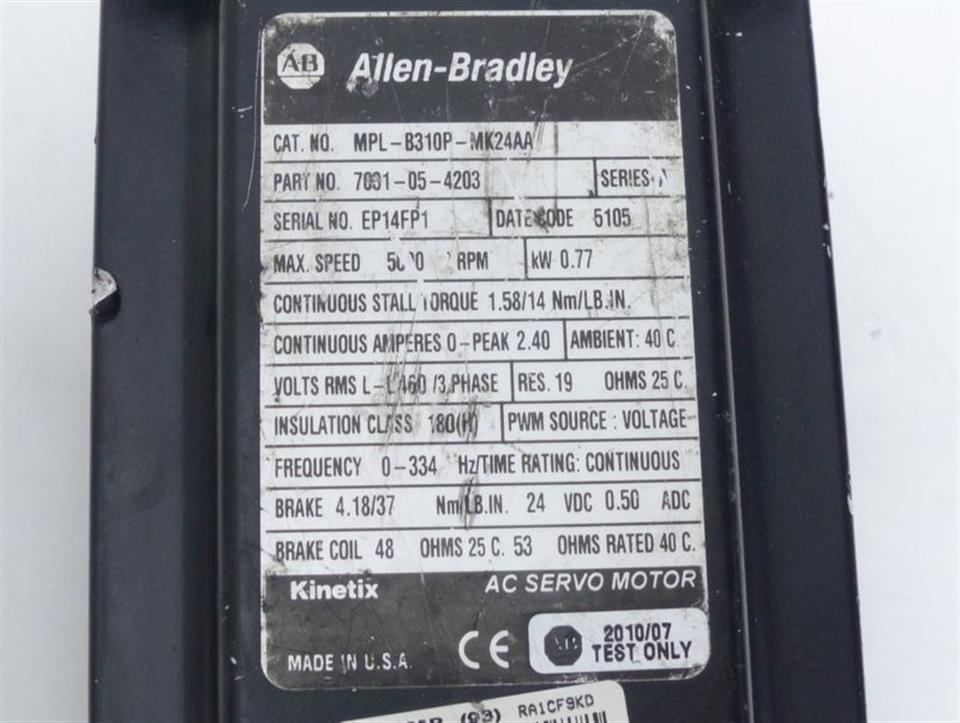 AB Allen-Bradley
CAT. NO. MPL-B310P-MK24AA
PART NO. 7001-05-4203 SERIES
SERIAL NO. EP14FP1 DATE CODE 5105
MAX. SPEED RPM kW 0.77
CONTINUOUS STALL TORQUE 1.58/14 Nm/LB.IN.
CONTINUOUS AMPERES 0-PEAK 2.40 AMBIENT: 40 C
VOLTS RMS L-L 460 /3 PHASE RES. 19 OHMS 25 C.
INSULATION CLASS 180(H) PWM SOURCE : VOLTAGE
FREQUENCY 0-334 Hz/TIME RATING: CONTINUOUS
BRAKE 4.18/37 Nm/LB.IN. 24 VDC 0.50 ADC
BRAKE COIL 48 OHMS 25 C. 53 OHMS RATED 40 C.
Kinetix AC SERVO MOTOR
MADE IN U.S.A. CE AB 2010/07
TEST ONLY
(93) RA1CF9KD